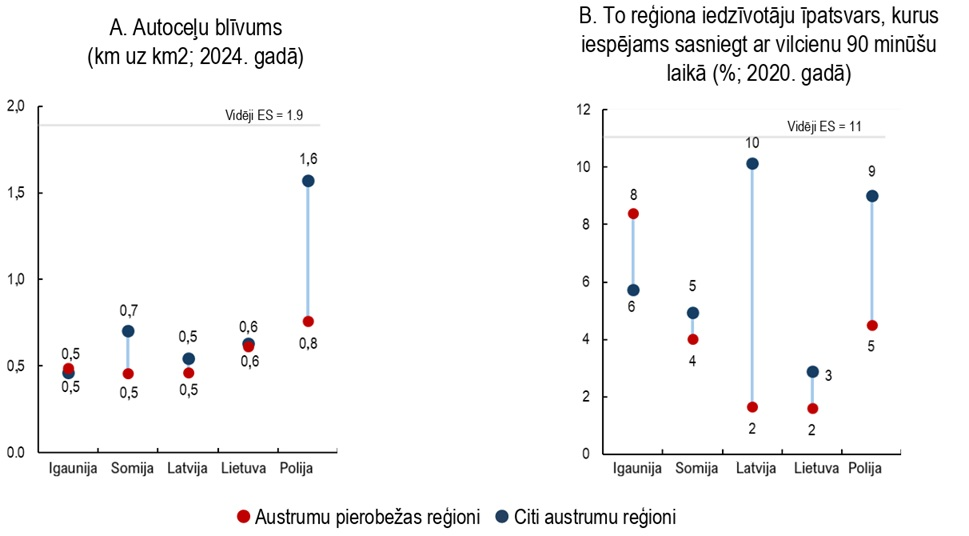 A. Autoceļu blīvums
(km uz km2; 2024. gadā)
2,0
1,5
1,0
0,5
0.0
Vidēji ES = 1.9
0,5
0,5
0,7
0,5
0,5
0,5
0,6
0,6
1,6
0,8
Igaunija
Somija
Latvija
Lietuva
Polija
B. To reģiona iedzīvotāju īpatsvars, kurus
iespējams sasniegt ar vilcienu 90 minūšu
laikā (%; 2020. gadā)
12
10
8
6
4
2
0
Vidēji ES = 11
8
6
5
4
10
2
3
2
9
5
Igaunija
Somija
Latvija
Lietuva
Polija
Austrumu pierobežas reģioni
Citi austrumu reģioni